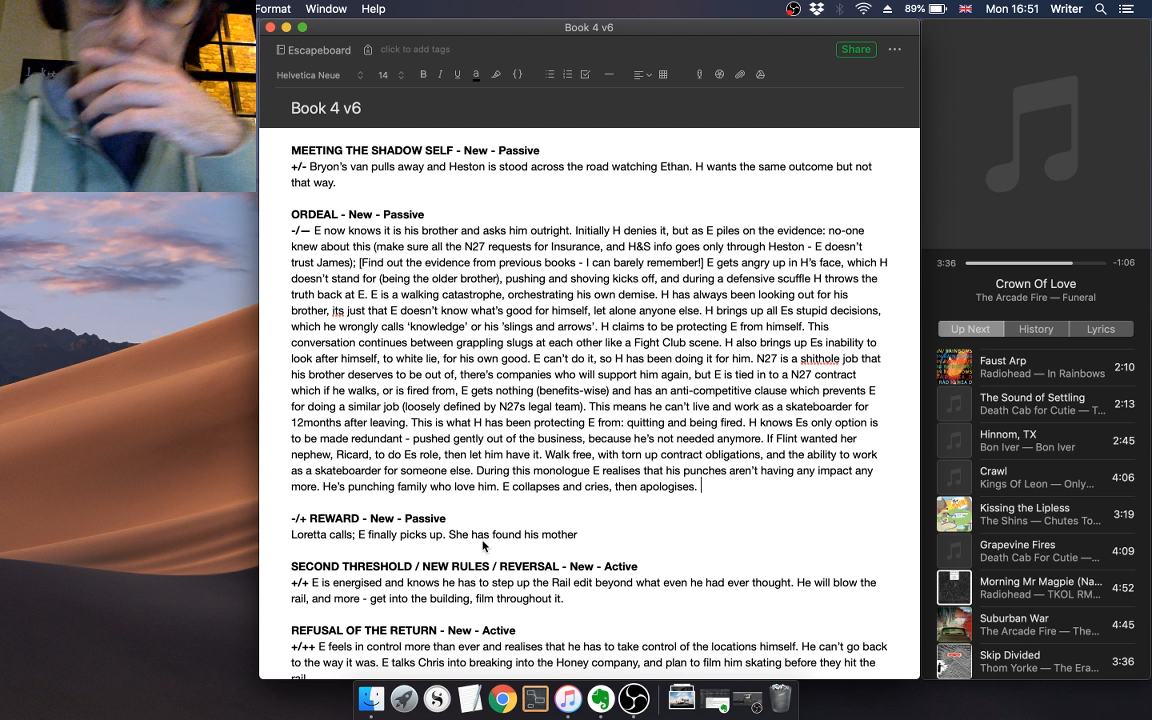 Format Window Help
89% Mon 16:51 Writer
Book 4 v6
Escapeboard click to add tags Share
Helvetica Neue 14 B I U a {}
Book 4 v6
MEETING THE SHADOW SELF - New - Passive
+/- Bryon's van pulls away and Heston is stood across the road watching Ethan. H wants the same outcome but not
that way.
ORDEAL - New - Passive
-/— E now knows it is his brother and asks him outright. Initially H denies it, but as E piles on the evidence: no-one
knew about this (make sure all the N27 requests for Insurance, and H&S info goes only through Heston - E doesn't
trust James); [Find out the evidence from previous books - I can barely remember!] E gets angry up in H's face, which H
doesn't stand for (being the older brother), pushing and shoving kicks off, and during a defensive scuffle H throws the
truth back at E. E is a walking catastrophe, orchestrating his own demise. H has always been looking out for his
brother, jts just that E doesn't know what's good for himself, let alone anyone else. H brings up all Es stupid decisions,
which he wrongly calls 'knowledge' or his 'slings and arrows'. H claims to be protecting E from himself. This
conversation continues between grappling slugs at each other like a Fight Club scene. H also brings up Es inability to
look after himself, to white lie, for his own good. E can't do it, so H has been doing it for him. N27 is a shithole job that
his brother deserves to be out of, there's companies who will support him again, but E is tied in to a N27 contract
which if he walks, or is fired from, E gets nothing (benefits-wise) and has an anti-competitive clause which prevents E
for doing a similar job (loosely defined by N27s legal team). This means he can't live and work as a skateboarder for
12months after leaving. This is what H has been protecting E from: quitting and being fired. H knows Es only option is
to be made redundant - pushed gently out of the business, because he's not needed anymore. If Flint wanted her
nephew, Ricard, to do Es role, then let him have it. Walk free, with torn up contract obligations, and the ability to work
as a skateboarder for someone else. During this monologue E realises that his punches aren't having any impact any
more. He's punching family who love him. E collapses and cries, then apologises.
-/+ REWARD - New - Passive
Loretta calls; E finally picks up. She has found his mother
SECOND THRESHOLD / NEW RULES / REVERSAL - New - Active
+/+ E is energised and knows he has to step up the Rail edit beyond what even he had ever thought. He will blow the
rail, and more - get into the building, film throughout it.
REFUSAL OF THE RETURN - New - Active
+/++ E feels in control more than ever and realises that he has to take control of the locations himself. He can't go back
to the way it was. E talks Chris into breaking into the Honey company, and plan to film him skating before they hit the
rail.
3:36 -1:06
Crown Of Love
The Arcade Fire — Funeral
Up Next History Lyrics
Faust Arp
Radiohead — In Rainbows
2:10
The Sound of Settling
Death Cab for Cutie — T...
2:13
Hinnom, TX
Bon Iver — Bon Iver
2:45
Crawl
Kings Of Leon — Only...
4:06
Kissing the Lipless
The Shins — Chutes To...
3:19
Grapevine Fires
Death Cab for Cutie —...
4:09
Morning Mr Magpie (Na...
Radiohead — TKOL RM...
4:52
Suburban War
The Arcade Fire — The...
4:45
Skip Divided
Thom Yorke — The Era...
3:36